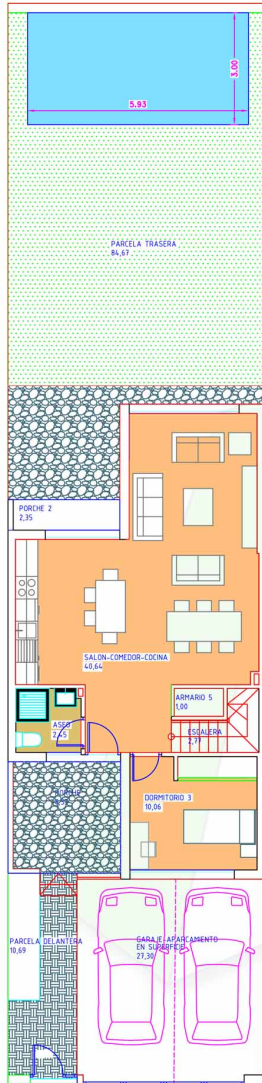 3.00
5.93
PARCELA TRASERA
84,67
PORCHE 2
2,35
SALON-COMEDOR-COCINA
40,64
ARMARIO 5
1,00
ASEO
2,45
ESCALERA
2,77
PORCHE
DORMITORIO 3
10,06
PARCELA DELANTERA
10,69
GARAJE-APARCAMIENTO
EN SUPERFICIE
27,30